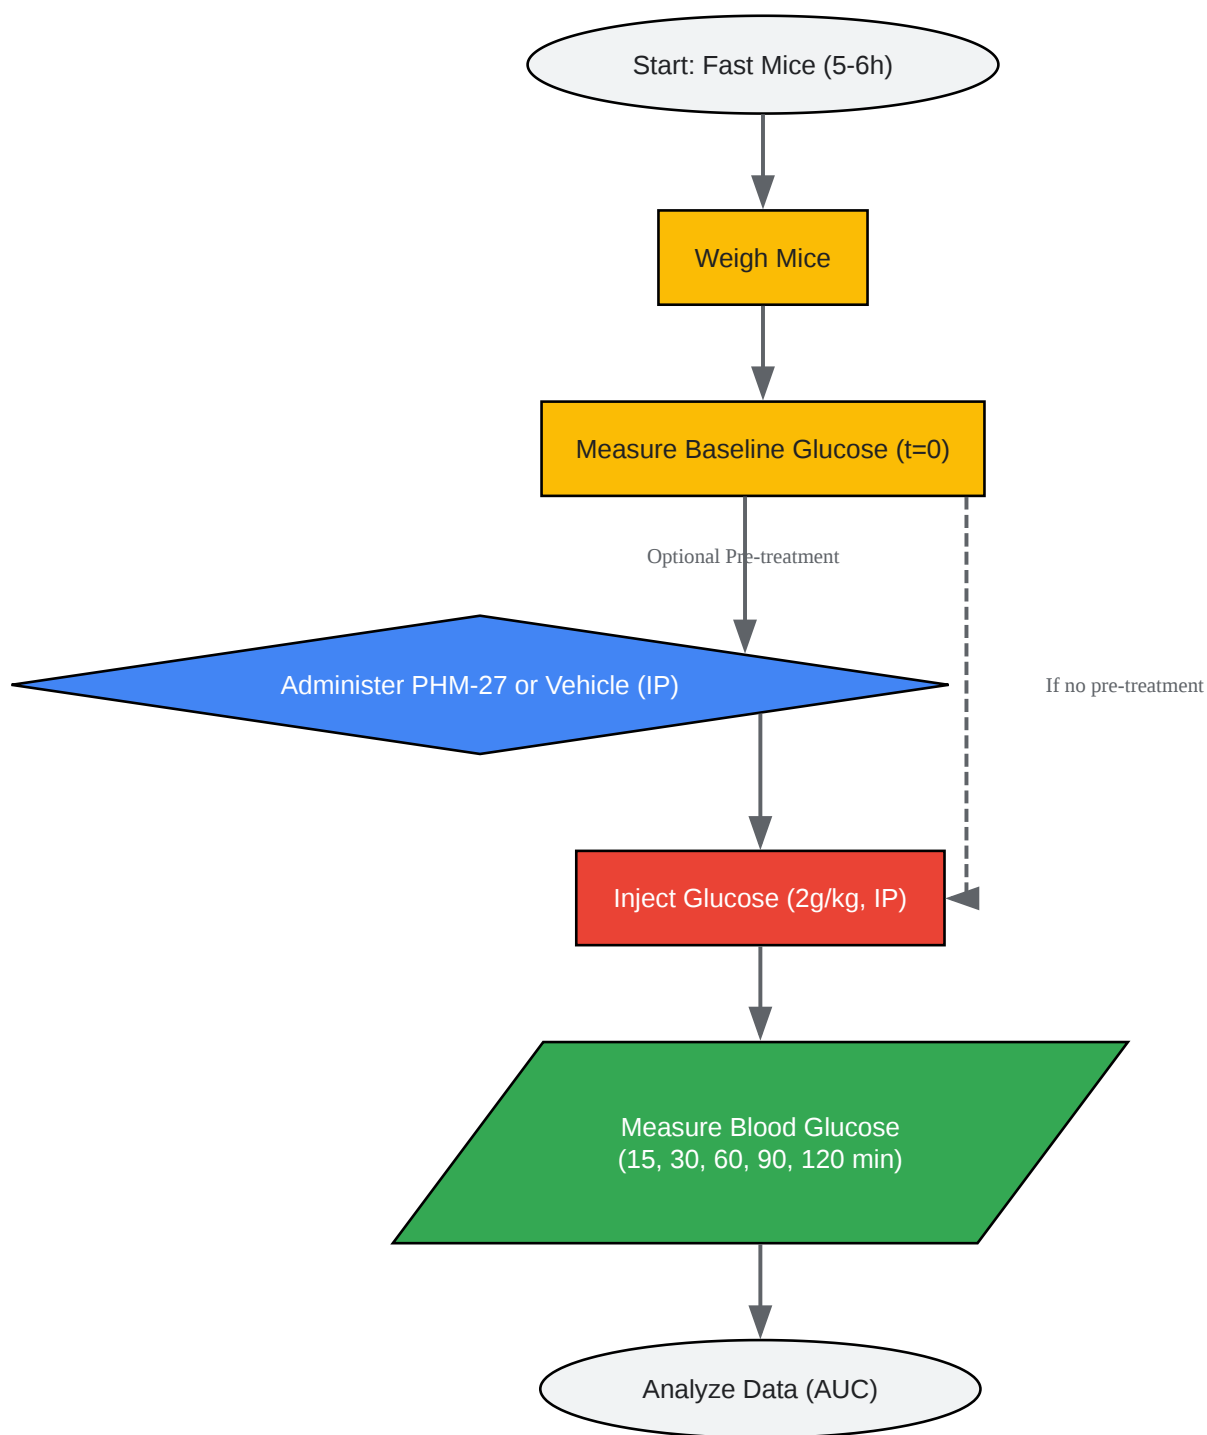 Start: Fast Mice (5-6h)
Weigh Mice
Measure Baseline Glucose (t=0)
Optional Pre-treatment
Administer PHM-27 or Vehicle (IP)
If no pre-treatment
Inject Glucose (2g/kg, IP)
Measure Blood Glucose
(15, 30, 60, 90, 120 min)
Analyze Data (AUC)